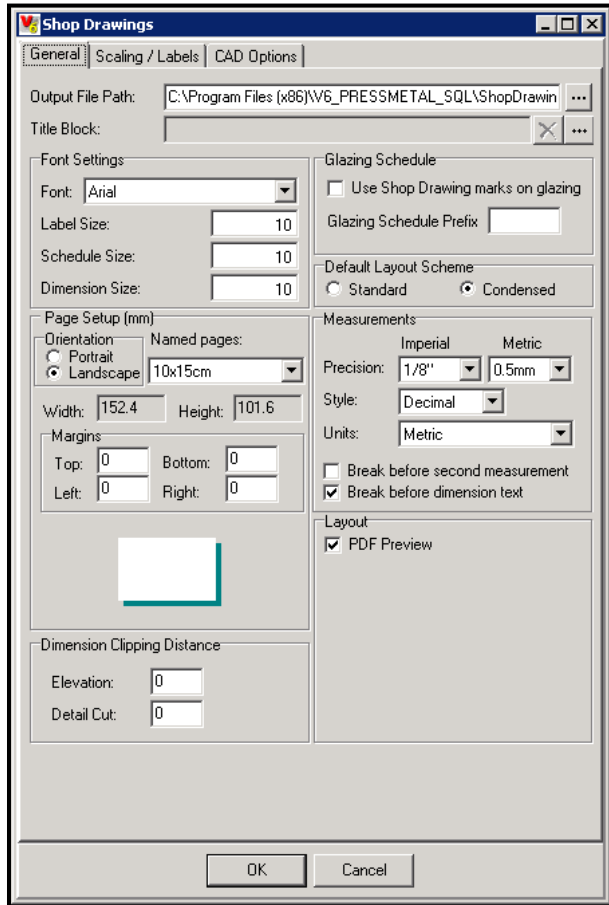 Shop Drawings
General Scaling / Labels CAD Options
Output File Path: C:\Program Files (x86)\V6_PRESSMETAL_SQL\ShopDrawin ...
Title Block: ...
Font Settings
Font: Arial
Label Size: 10
Schedule Size: 10
Dimension Size: 10
Glazing Schedule
Use Shop Drawing marks on glazing
Glazing Schedule Prefix
Default Layout Scheme
Standard Condensed
Page Setup (mm)
Orientation
Portrait
Landscape
Named pages:
10x15cm
Width: 152.4 Height: 101.6
Margins
Top: 0 Bottom: 0
Left: 0 Right: 0
Measurements
Imperial Metric
Precision: 1/8" 0.5mm
Style: Decimal
Units: Metric
Break before second measurement
Break before dimension text
Layout
PDF Preview
Dimension Clipping Distance
Elevation: 0
Detail Cut: 0
OK Cancel